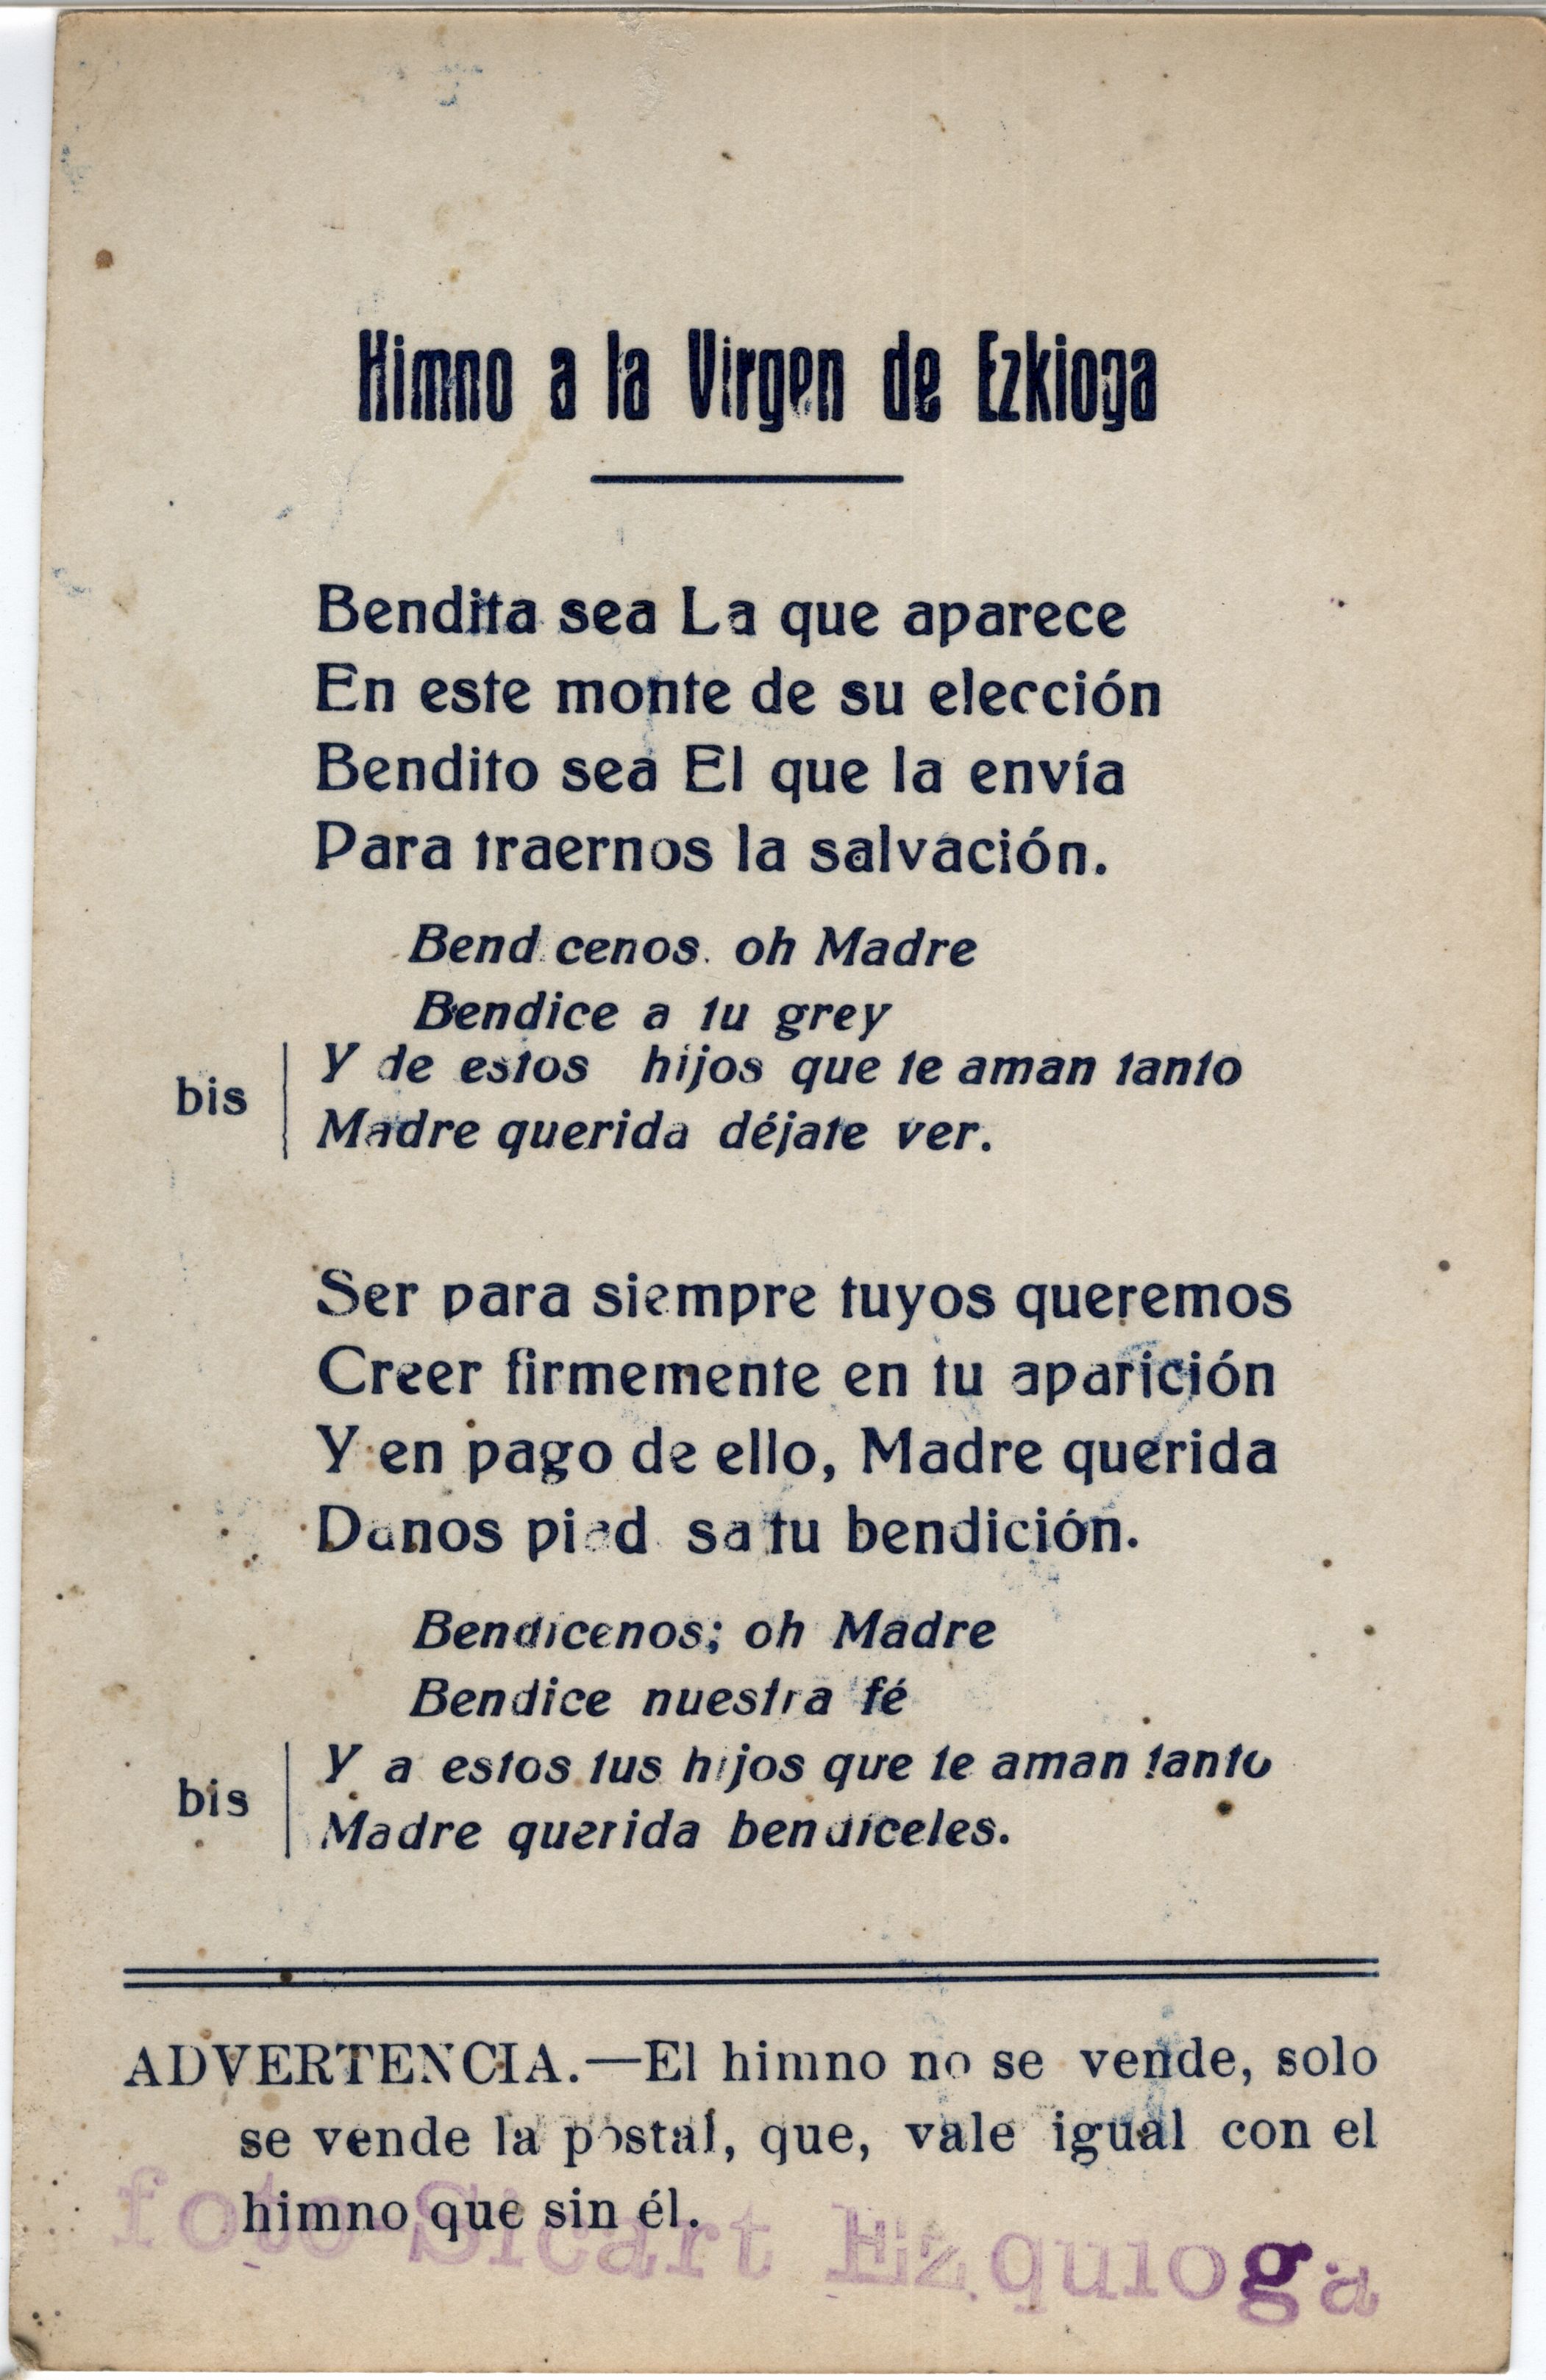 Himno a la Virgen de Ezkioga
Bendita sea La que aparece
En este monte de su elección
Bendito sea El que la envía
Para traernos la salvación.
Bend cenos. oh Madre
Bendice a tu grey
bis
Y de estos hijos que te aman tanto
Madre querida déjate ver.
Ser para siempre tuyos queremos
Creer firmemente en tu aparición
Y en pago de ello, Madre querida
Danos pied sa tu bendición.
Bendícenos; oh Madre
Bendice nuestra fé
bis
Y a estos tus hijos que te aman tanto
Madre querida bendíceles.
ADVERTENCIA.—El himno no se vende, solo
se vende la postal, que, vale igual con el
himno que sin él.
foto Sicart Ezquioga